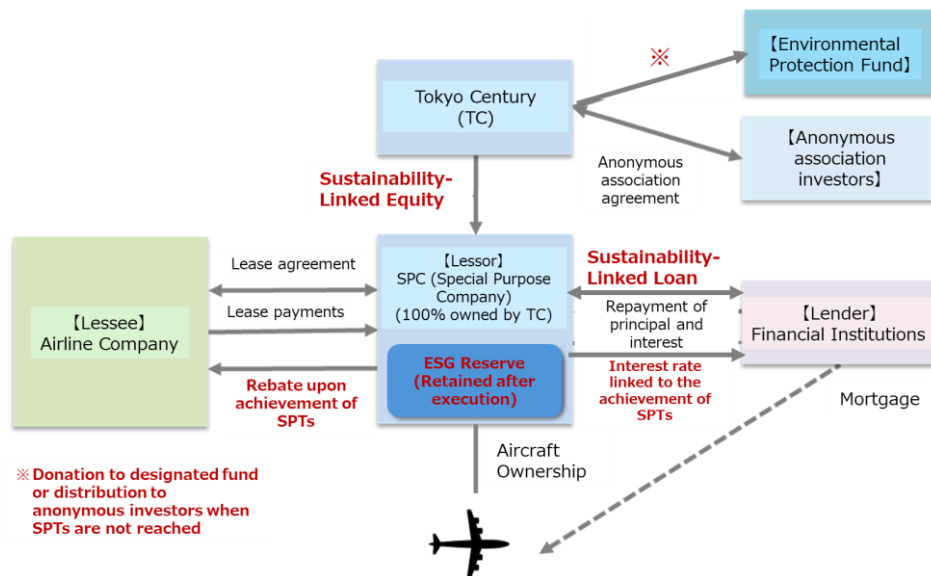 【Environmental
Protection Fund】
※
Tokyo Century
(TC)
【Anonymous
association
investors】
Anonymous
association
agreement
Sustainability-
Linked Equity
【Lessor】
SPC (Special Purpose
Company)
(100% owned by TC)
Sustainability-
Linked Loan
Lease agreement
Lease payments
Repayment of
principal and
interest
【Lessee】
Airline Company
【Lender】
Financial Institutions
ESG Reserve
(Retained after
execution)
Rebate upon
achievement of
SPTs
Interest rate
linked to the
achievement of
SPTs
Mortgage
Aircraft
Ownership
※ Donation to designated fund
or distribution to
anonymous investors when
SPTs are not reached